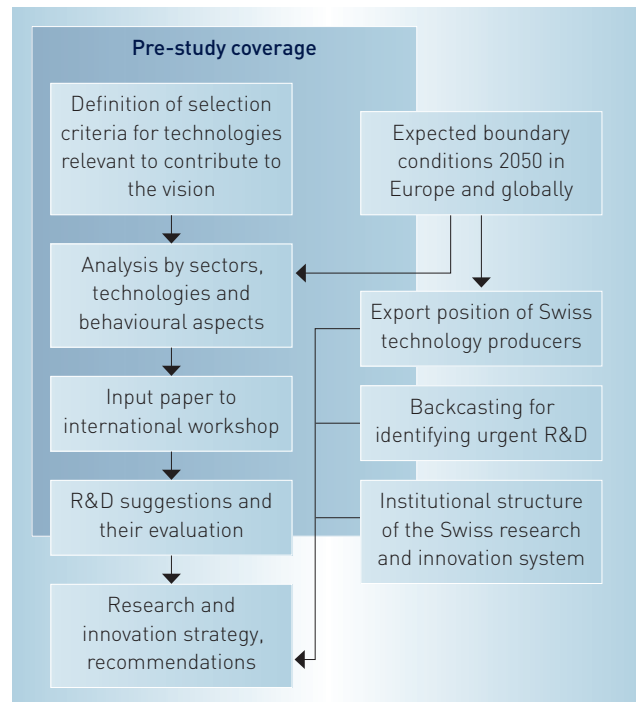 Pre-study coverage
Definition of selection
criteria for technologies
relevant to contribute to
the vision
Expected boundary
conditions 2050 in
Europe and globally
Analysis by sectors,
technologies and
behavioural aspects
Export position of Swiss
technology producers
Input paper to
international workshop
Backcasting for
identifying urgent R&D
R&D suggestions and
their evaluation
Institutional structure
of the Swiss research
and innovation system
Research and
innovation strategy,
recommendations